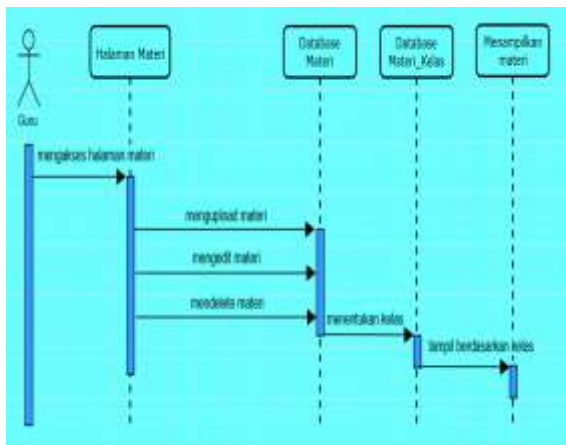 Halaman Materi
Database
Materi
Database
Materi_Kelas
Menampilkan
materi
Guru
mengakses halaman materi
mengupload materi
mengedit materi
mendelete materi
menentukan kelas
tampil berdasarkan kelas